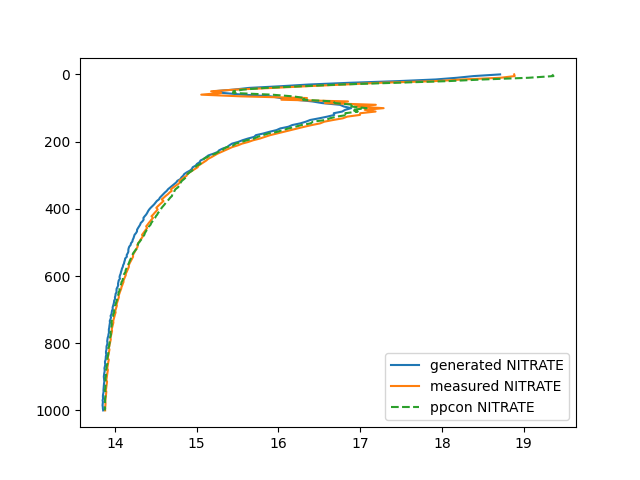 0
200
400
600
800
1000
14 15 16 17 18 19
generated NITRATE
measured NITRATE
ppcon NITRATE